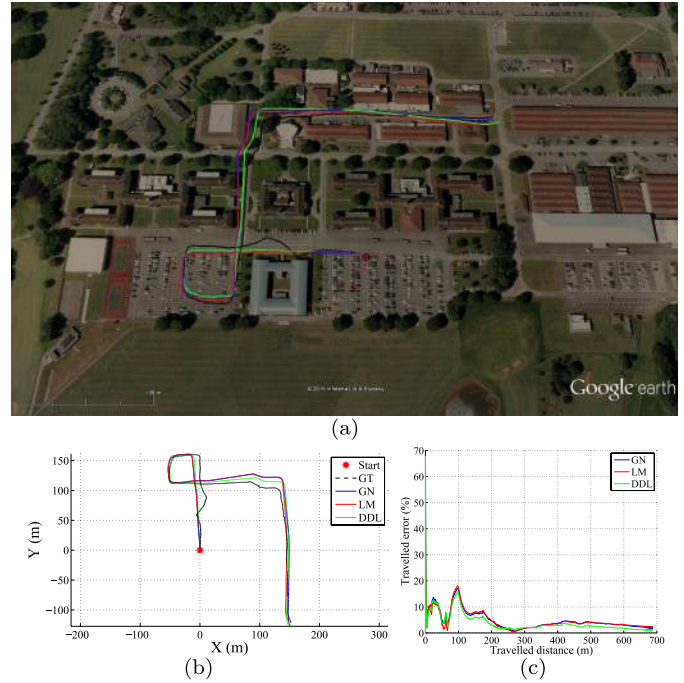 Google earth
(a)
Start
GT
GN
LM
DDL
150
100
50
0
−50
−100
Y (m)
−200
−100
0
100
200
300
X (m)
(b)
GN
LM
DDL
70
60
50
40
30
20
10
0
Travelled error (%)
0
100
200
300
400
500
600
700
Travelled distance (m)
(c)